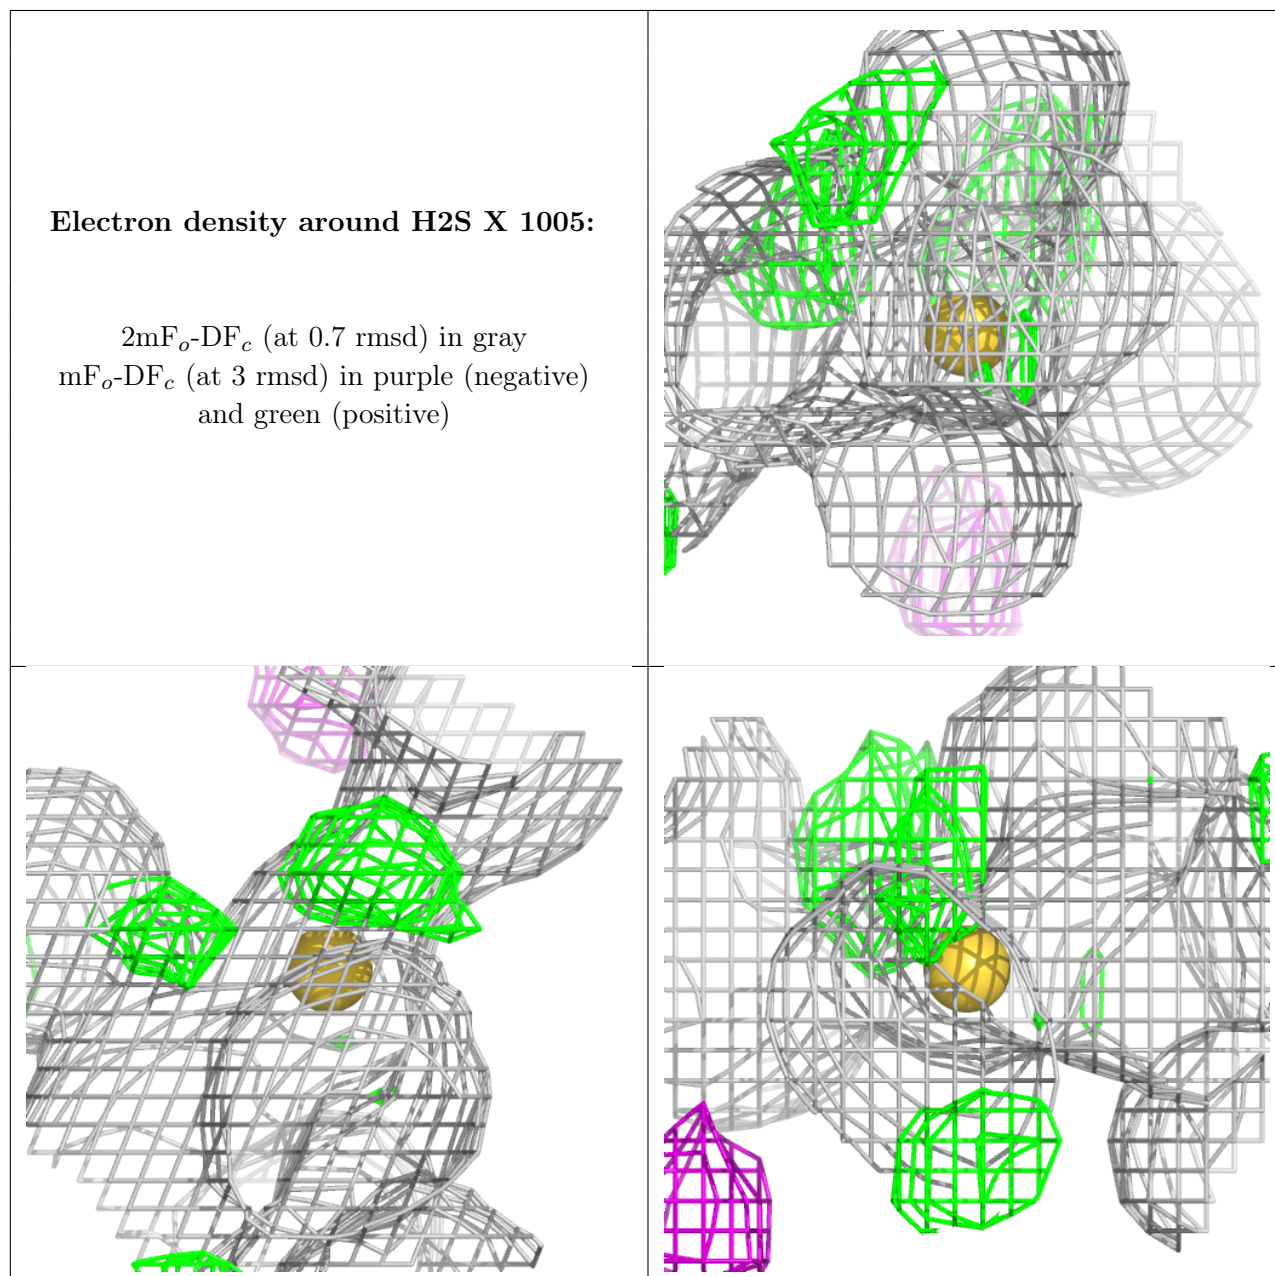 Electron density around H2S X 1005:
2mFo-DFc (at 0.7 rmsd) in gray
mFo-DFc (at 3 rmsd) in purple (negative)
and green (positive)